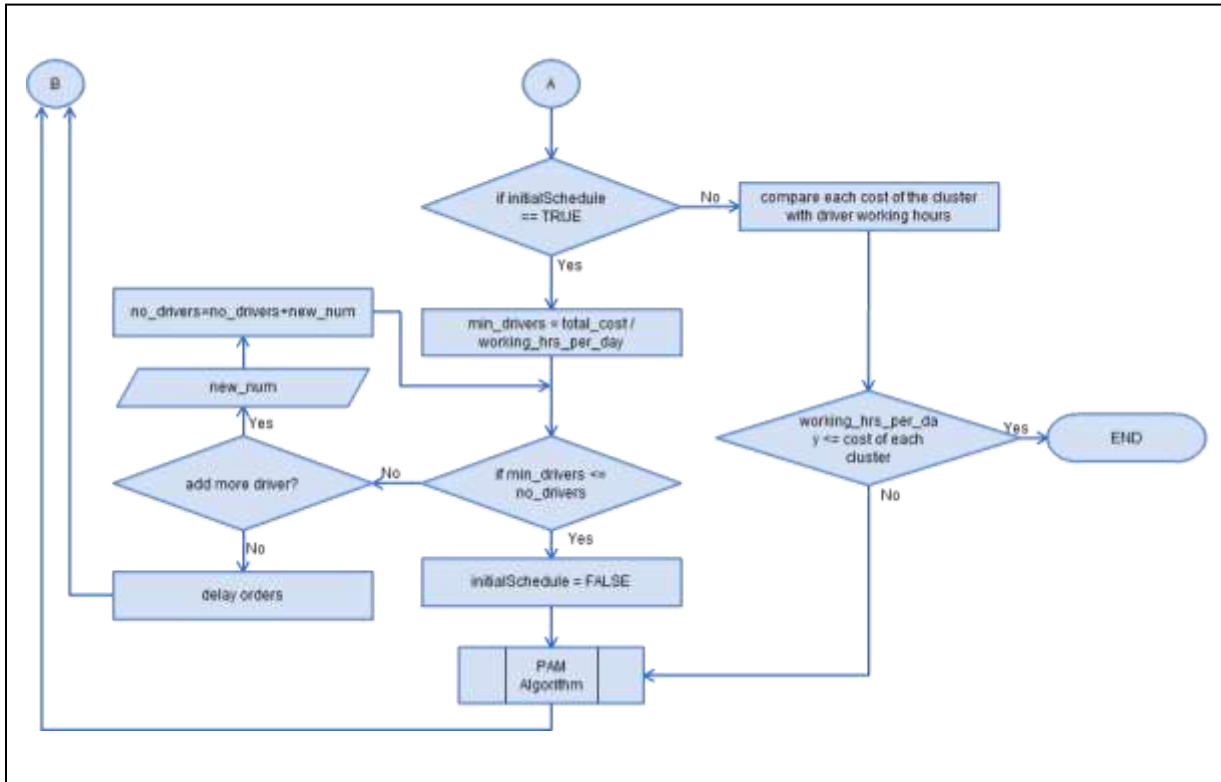 B
A
if initialSchedule
== TRUE
No
compare each cost of the cluster
with driver working hours
Yes
no_drivers=no_drivers+new_num
min_drivers = total_cost /
working_hrs_per_day
new_num
Yes
working_hrs_per_da
y <= cost of each
cluster
Yes
END
add more driver?
No
if min_drivers <=
no_drivers
No
Yes
No
delay orders
initialSchedule = FALSE
PAM
Algorithm